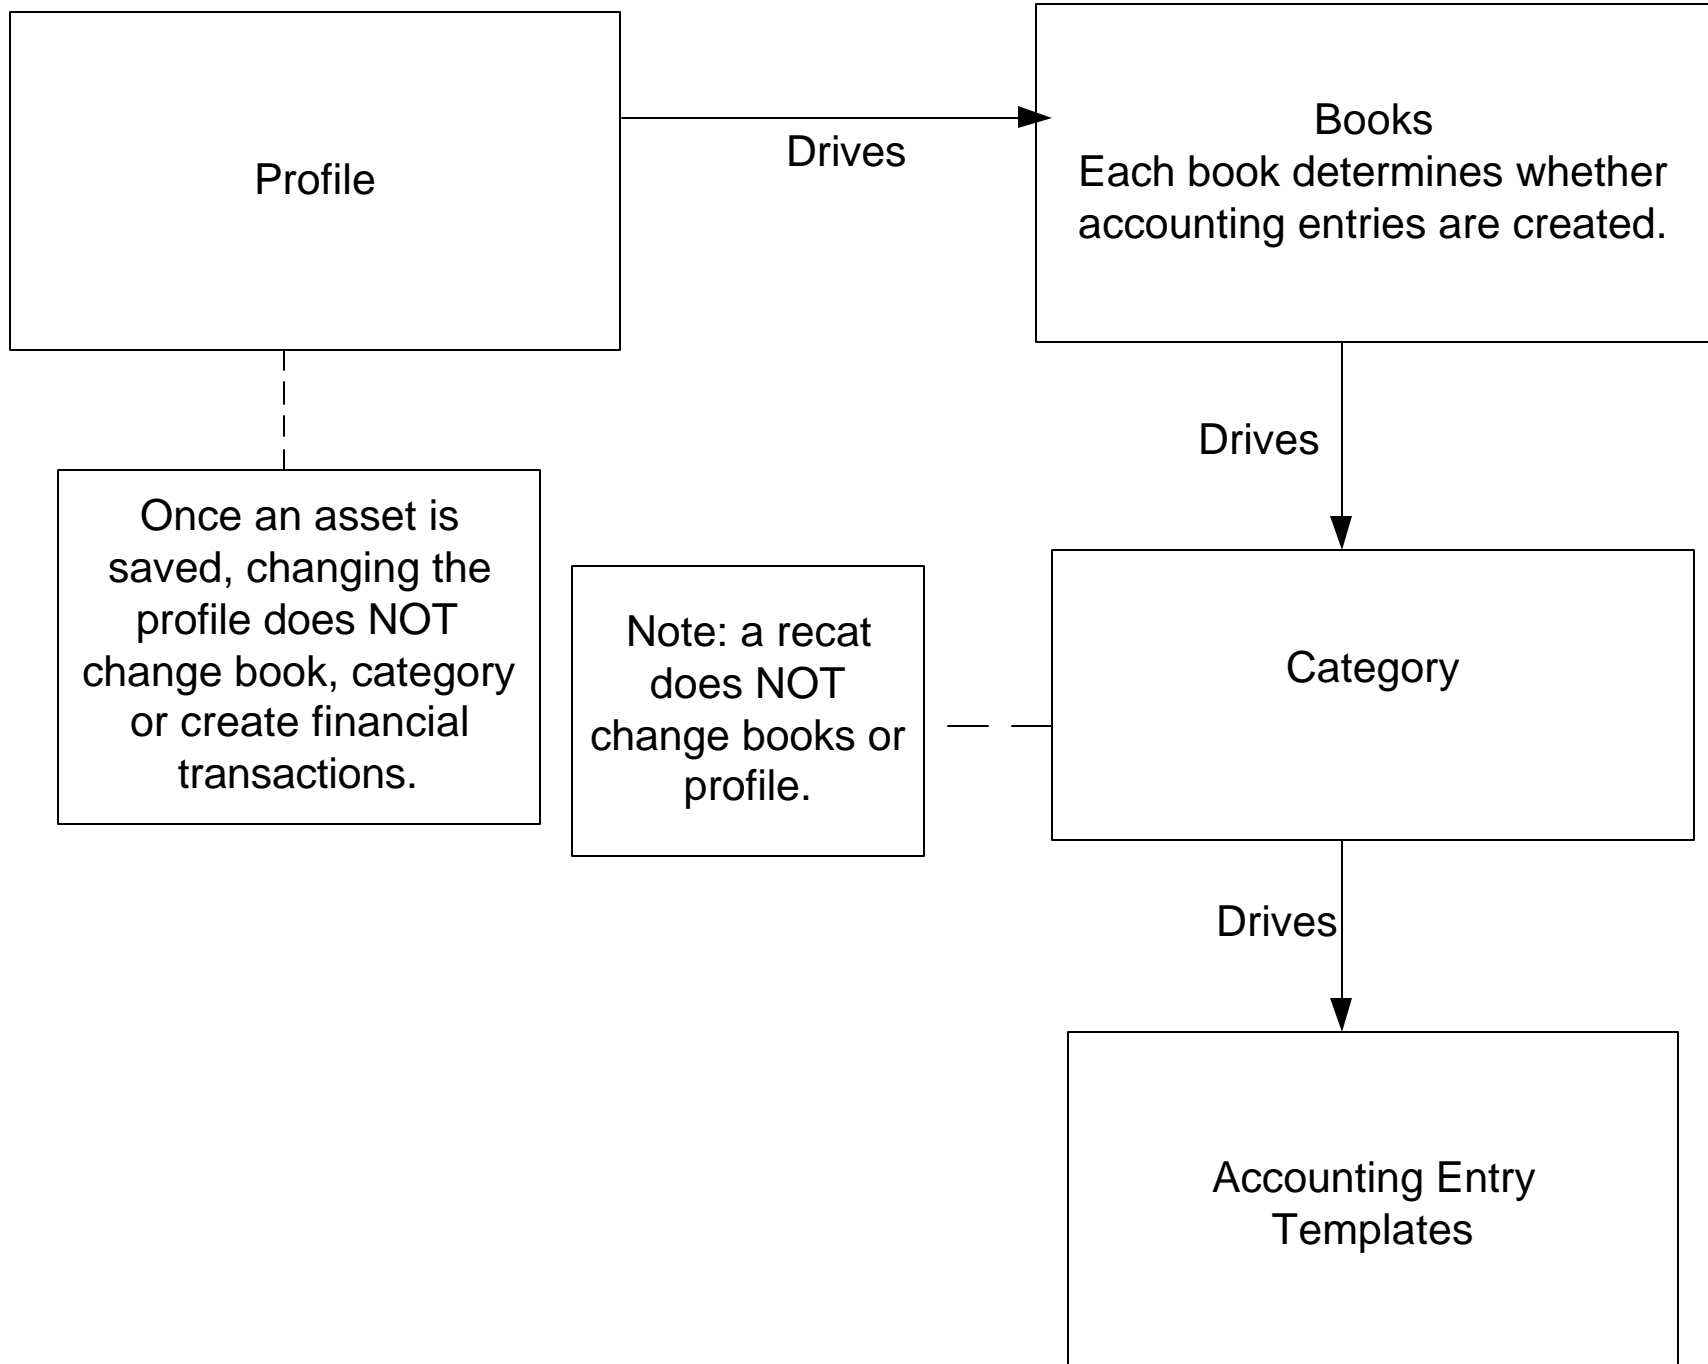 Profile
Drives
Books
Each book determines whether
accounting entries are created.
Drives
Once an asset is
saved, changing the
profile does NOT
change book, category
or create financial
transactions.
Note: a recat
does NOT
change books or
profile.
Category
Drives
Accounting Entry
Templates